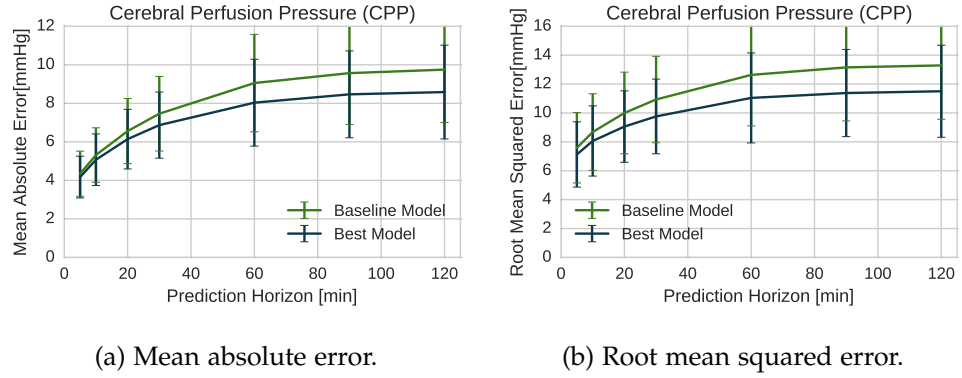 Cerebral Perfusion Pressure (CPP)
Mean Absolute Error[mmHg]
12
10
8
6
4
2
0
Baseline Model
Best Model
0 20 40 60 80 100 120
Prediction Horizon [min]
(a) Mean absolute error.
Cerebral Perfusion Pressure (CPP)
Root Mean Squared Error[mmHg]
16
14
12
10
8
6
4
2
0
Baseline Model
Best Model
0 20 40 60 80 100 120
Prediction Horizon [min]
(b) Root mean squared error.